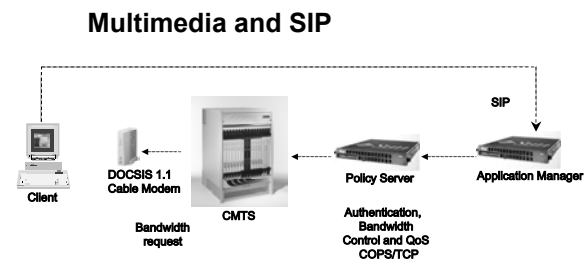 Multimedia and SIP
SIP
Client
DOCSIS 1.1
Cable Modem
CMTS
Policy Server
Application Manager
Bandwidth
request
Authentication,
Bandwidth
Control and QoS
COPS/TCP